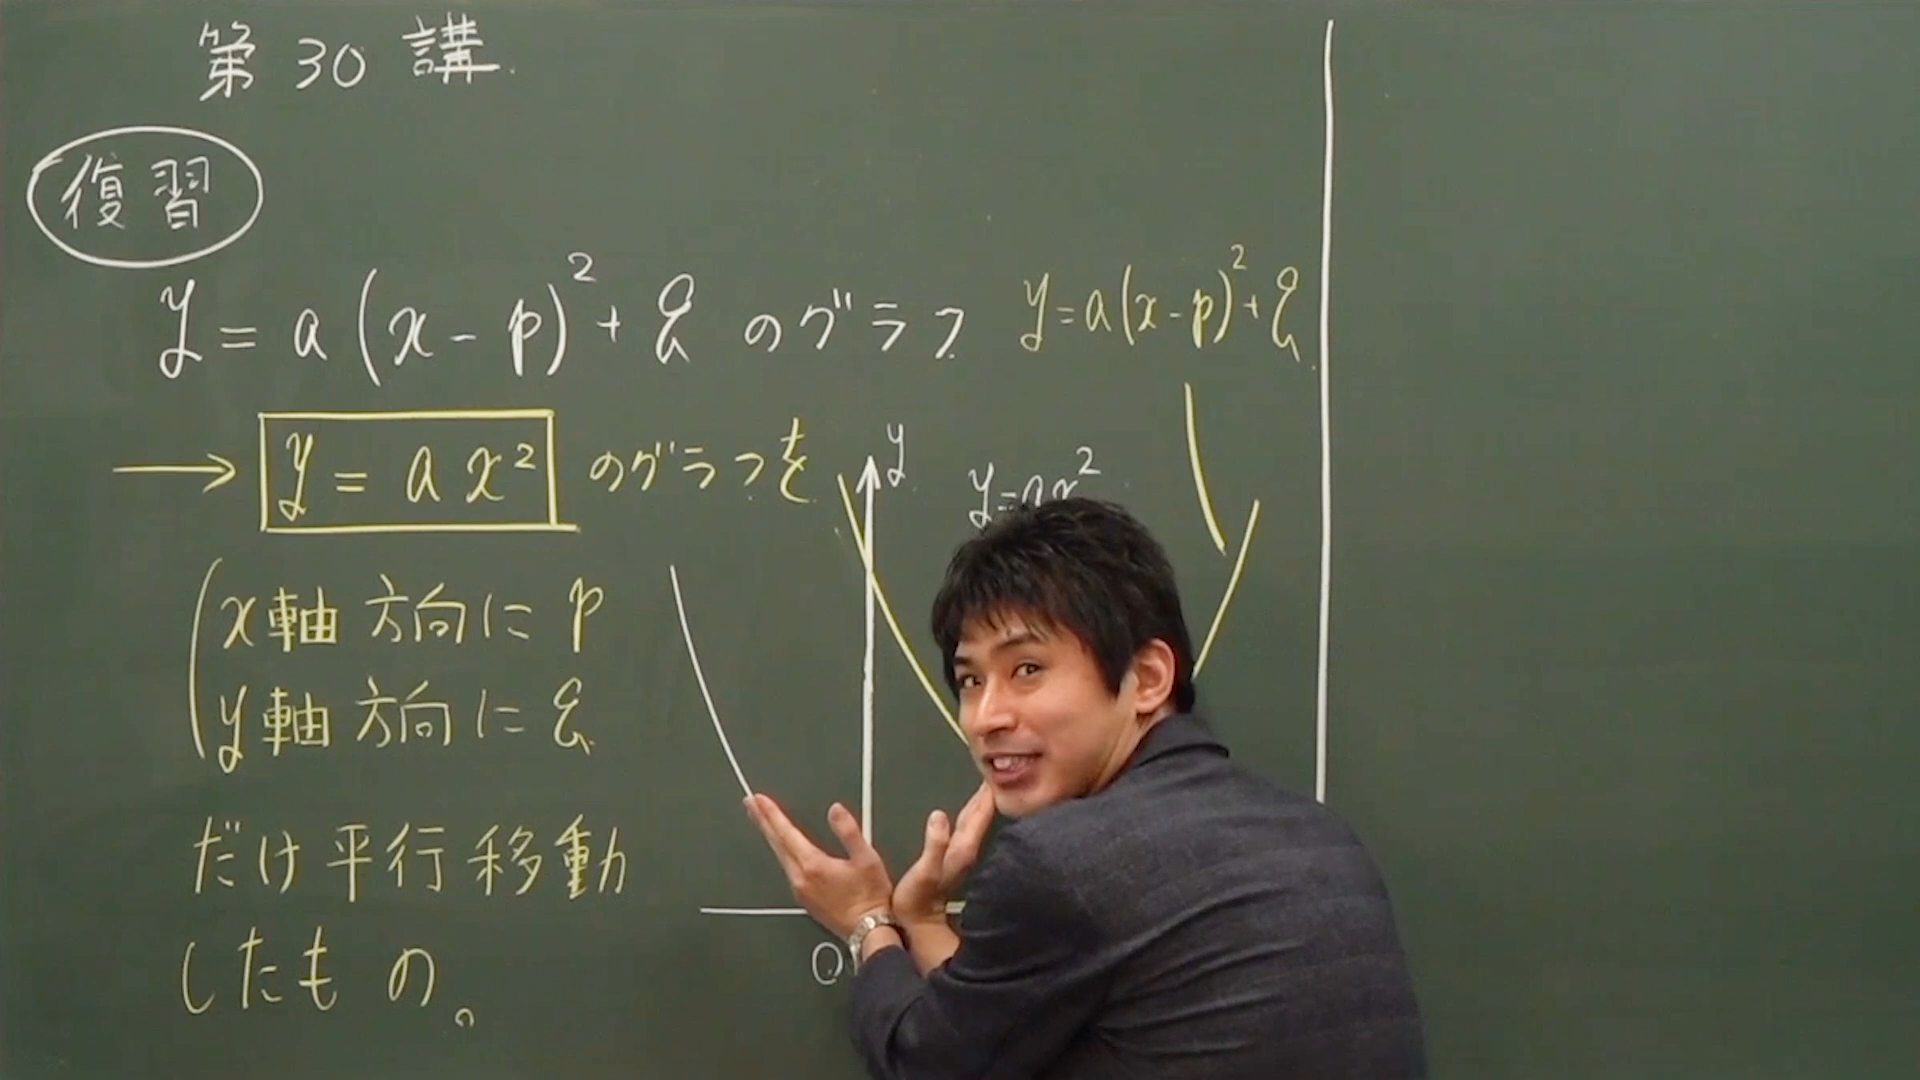 第30講
復習
y = a(x-p)²+q のグラフ
y=a(x-p)²+q
→ y = ax² のグラフを
y
y=ax²
x軸方向に p
y軸方向に q
だけ平行移動
したもの。
O